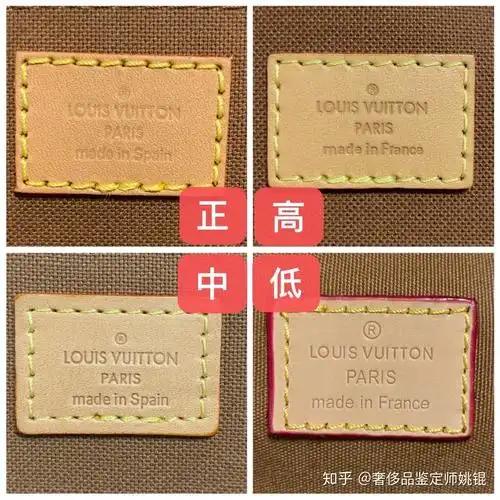 ®
LOUIS VUITTON
PARIS
made in Spain
正
®
LOUIS VUITTON
PARIS
made in France
高
®
LOUIS VUITTON
PARIS
made in Spain
中
®
LOUIS VUITTON
PARIS
made in France
低
知乎 @奢侈品鉴定师姚锟